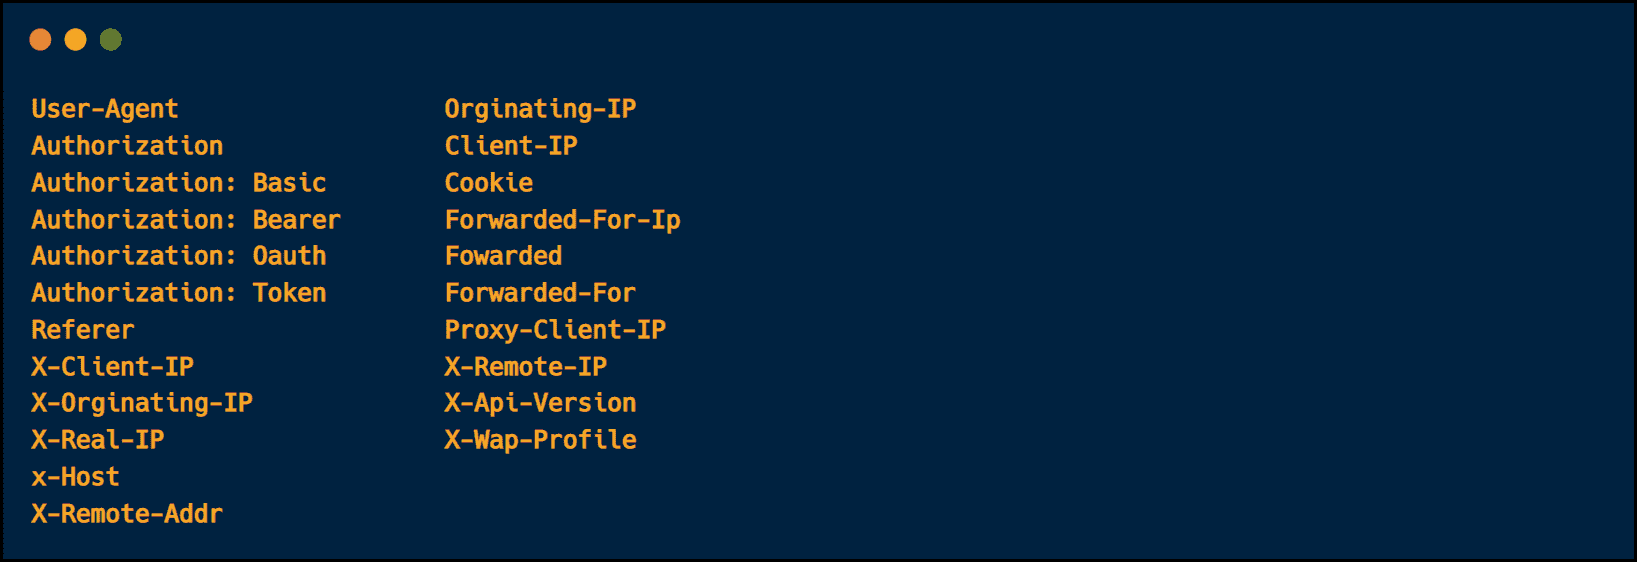 User-Agent
Authorization
Authorization: Basic
Authorization: Bearer
Authorization: Oauth
Authorization: Token
Referer
X-Client-IP
X-Orginating-IP
X-Real-IP
x-Host
X-Remote-Addr
Orginating-IP
Client-IP
Cookie
Forwarded-For-Ip
Fowarded
Forwarded-For
Proxy-Client-IP
X-Remote-IP
X-Api-Version
X-Wap-Profile